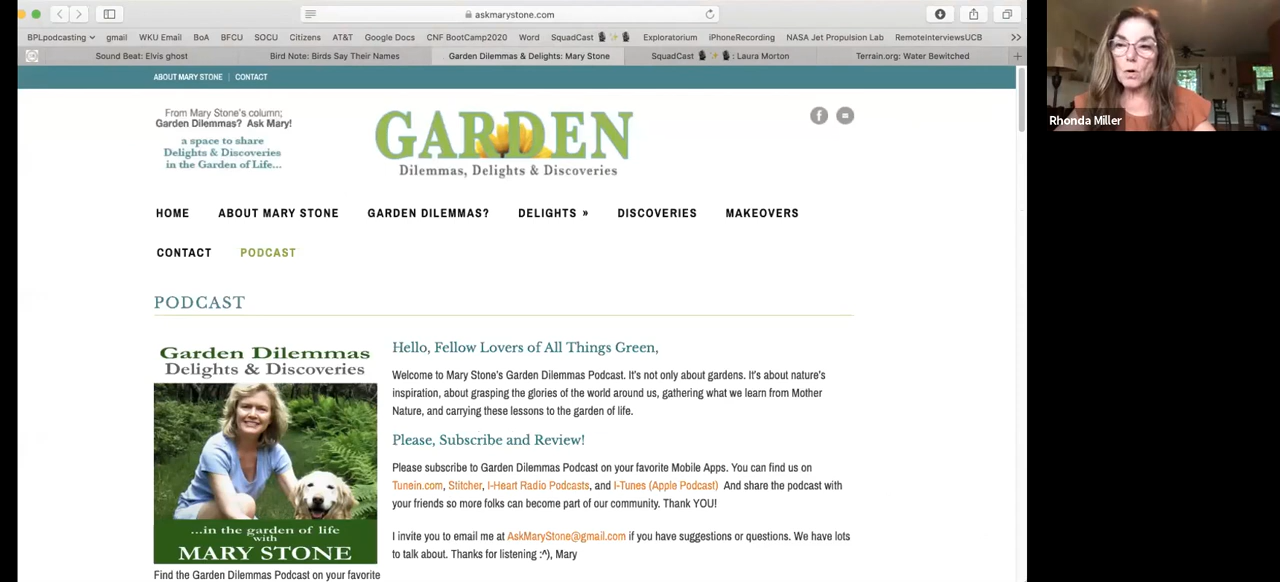 askmarystone.com
BPLpodcasting gmail WKU Email BoA BFCU SOCU Citizens AT&T Google Docs CNF BootCamp2020 Word SquadCast Exploratorium iPhoneRecording NASA Jet Propulsion Lab RemoteInterviewsUCB
Sound Beat: Elvis ghost Bird Note: Birds Say Their Names Garden Dilemmas & Delights: Mary Stone SquadCast : Laura Morton Terrain.org: Water Bewitched
ABOUT MARY STONE | CONTACT
From Mary Stone's column;
Garden Dilemmas? Ask Mary!
a space to share
Delights & Discoveries
in the Garden of Life...
GARDEN
Dilemmas, Delights & Discoveries
HOME ABOUT MARY STONE GARDEN DILEMMAS? DELIGHTS » DISCOVERIES MAKEOVERS
CONTACT PODCAST
PODCAST
Garden Dilemmas
Delights & Discoveries
...in the garden of life
with
MARY STONE
Find the Garden Dilemmas Podcast on your favorite
Hello, Fellow Lovers of All Things Green,
Welcome to Mary Stone's Garden Dilemmas Podcast. It's not only about gardens. It's about nature's
inspiration, about grasping the glories of the world around us, gathering what we learn from Mother
Nature, and carrying these lessons to the garden of life.
Please, Subscribe and Review!
Please subscribe to Garden Dilemmas Podcast on your favorite Mobile Apps. You can find us on
Tunein.com, Stitcher, I-Heart Radio Podcasts, and I-Tunes (Apple Podcast) And share the podcast with
your friends so more folks can become part of our community. Thank YOU!
I invite you to email me at AskMaryStone@gmail.com if you have suggestions or questions. We have lots
to talk about. Thanks for listening :^), Mary
Rhonda Miller